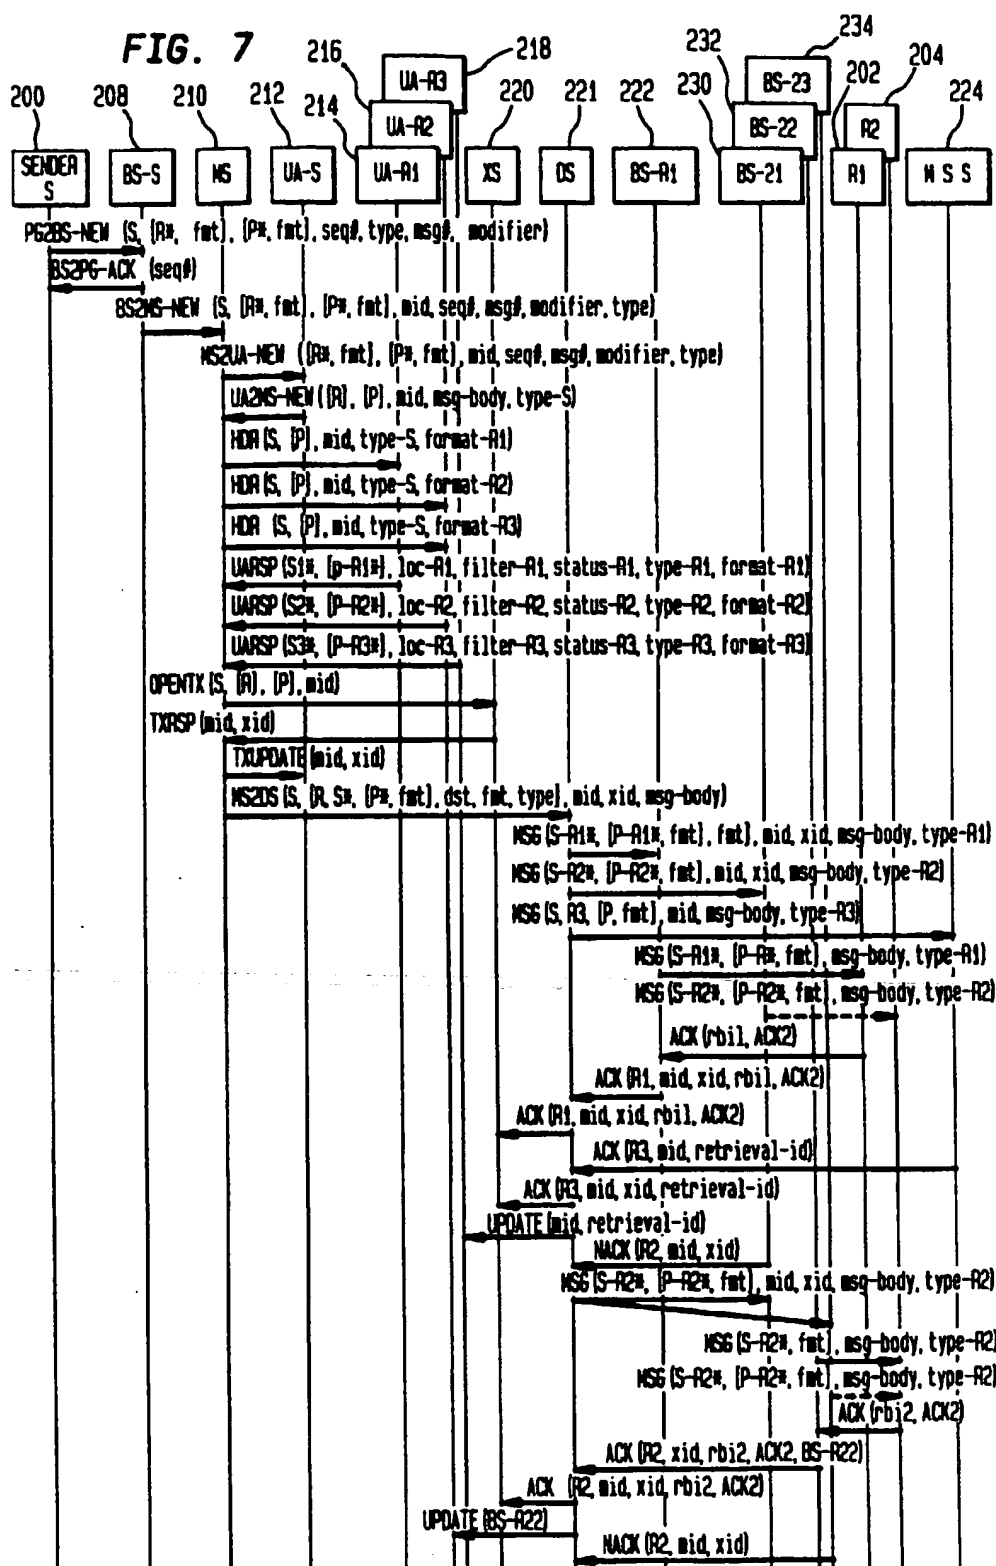 FIG. 7
234
232
204
216
218
230
202
200
208
210
212
214
220
221
222
224
UA-R3
BS-23
UA-R2
BS-22
R2
SENDER S
BS-S
MS
UA-S
UA-R1
XS
DS
BS-R1
BS-21
R1
M S S
PG2BS-NEW (S, [R*, fmt], [P*, fmt], seq#, type, msg#, modifier)
BS2PG-ACK (seq#)
BS2MS-NEW (S, [R*, fmt], [P*, fmt], mid, seq#, msg#, modifier, type)
MS2UA-NEW ([R*, fmt], [P*, fmt], mid, seq#, msg#, modifier, type)
UA2MS-NEW ([R], [P], mid, msg-body, type-S)
HDR (S, [P], mid, type-S, format-R1)
HDR (S, [P], mid, type-S, format-R2)
HDR (S, [P], mid, type-S, format-R3)
UARSP (S1*, [p-R1*], loc-R1, filter-R1, status-R1, type-R1, format-R1)
UARSP (S2*, [P-R2*], loc-R2, filter-R2, status-R2, type-R2, format-R2)
UARSP (S3*, [P-R3*], loc-R3, filter-R3, status-R3, type-R3, format-R3)
OPENTX (S, [R], [P], mid)
TXRSP (mid, xid)
TXUPDATE (mid, xid)
MS2DS (S, [R, S*, [P*, fmt], dst, fmt, type], mid, xid, msg-body)
MSG (S-R1*, [P-R1*, fmt], fmt], mid, xid, msg-body, type-R1)
MSG (S-R2*, [P-R2*, fmt], mid, xid, msg-body, type-R2)
MSG (S, R3, [P, fmt], mid, msg-body, type-R3)
MSG (S-R1*, [P-R*, fmt], msg-body, type-R1)
MSG (S-R2*, [P-R2*, fmt], msg-body, type-R2)
ACK (rbi1, ACK2)
ACK (R1, mid, xid, rbi1, ACK2)
ACK (R1, mid, xid, rbi1, ACK2)
ACK (R3, mid, retrieval-id)
ACK (R3, mid, xid, retrieval-id)
UPDATE (mid, retrieval-id)
NACK (R2, mid, xid)
MSG (S-R2*, [P-R2*, fmt], mid, xid, msg-body, type-R2)
MSG (S-R2*, fmt], msg-body, type-R2)
MSG (S-R2*, [P-R2*, fmt], msg-body, type-R2)
ACK (rbi2, ACK2)
ACK (R2, xid, rbi2, ACK2, BS-R22)
ACK (R2, mid, xid, rbi2, ACK2)
UPDATE (BS-R22)
NACK (R2, mid, xid)